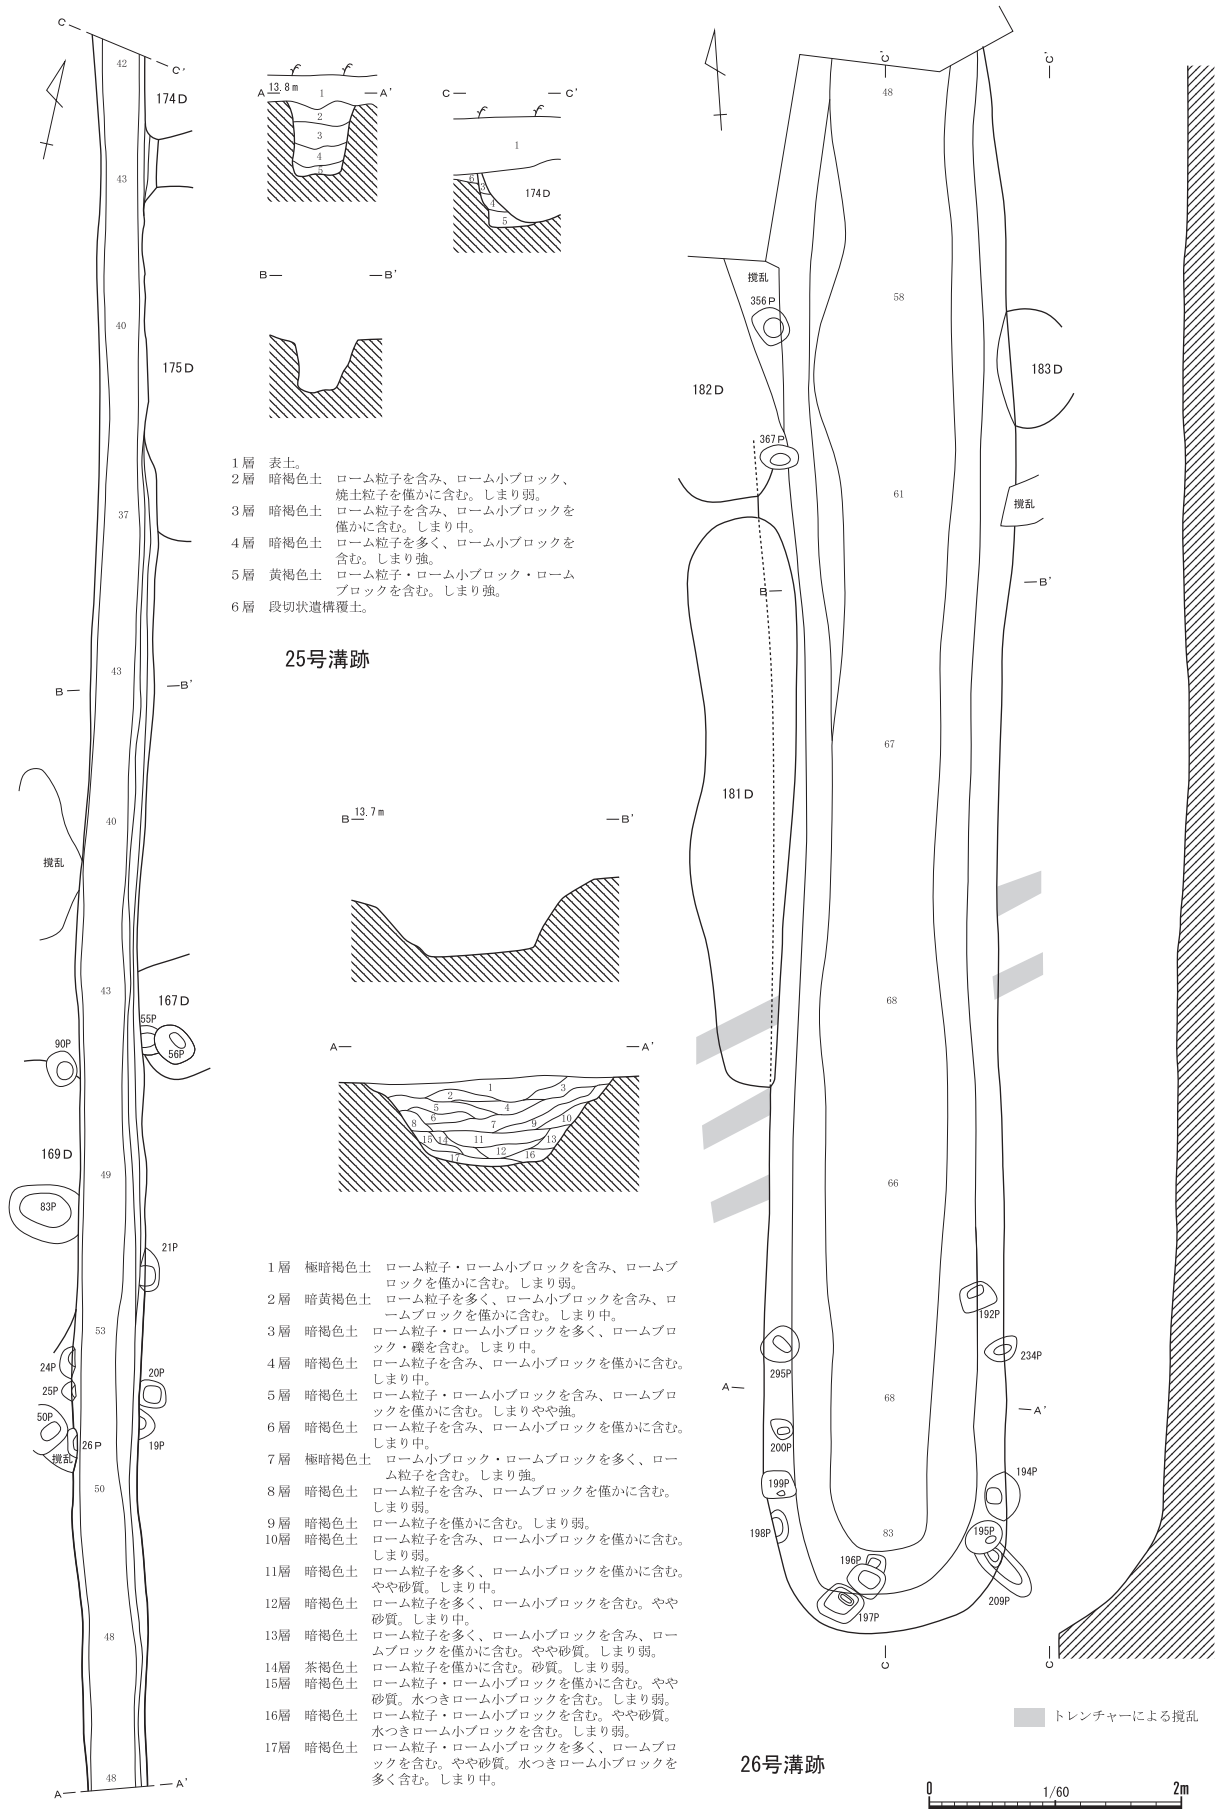 C
C'
42
174D
43
40
175D
37
43
B
B'
40
攪乱
43
167D
55P
56P
90P
169D
49
83P
21P
53
24P
25P
20P
50P
26P
19P
攪乱
50
48
48
A
A'
13.8m
A
A'
1
2
3
4
5
C
C'
1
6
3
174D
4
5
B
B'
1層 表土。
2層 暗褐色土 ローム粒子を含み、ローム小ブロック、
焼土粒子を僅かに含む。しまり弱。
3層 暗褐色土 ローム粒子を含み、ローム小ブロックを
僅かに含む。しまり中。
4層 暗褐色土 ローム粒子を多く、ローム小ブロックを
含む。しまり強。
5層 黄褐色土 ローム粒子・ローム小ブロック・ローム
ブロックを含む。しまり強。
6層 段切状遺構覆土。
25号溝跡
13.7m
B
B'
A
A'
1
2
3
5
4
6
8
7
9
10
15
14
11
13
12
17
16
1層 極暗褐色土 ローム粒子・ローム小ブロックを含み、ロームブ
ロックを僅かに含む。しまり弱。
2層 暗黄褐色土 ローム粒子を多く、ローム小ブロックを含み、ロ
ームブロックを僅かに含む。しまり中。
3層 暗褐色土 ローム粒子・ローム小ブロックを多く、ロームブロ
ック・礫を含む。しまり中。
4層 暗褐色土 ローム粒子を含み、ローム小ブロックを僅かに含む。
しまり中。
5層 暗褐色土 ローム粒子・ローム小ブロックを含み、ロームブロ
ックを僅かに含む。しまりやや強。
6層 暗褐色土 ローム粒子を含み、ローム小ブロックを僅かに含む。
しまり中。
7層 極暗褐色土 ローム小ブロック・ロームブロックを多く、ロー
ム粒子を含む。しまり強。
8層 暗褐色土 ローム粒子を含み、ロームブロックを僅かに含む。
しまり弱。
9層 暗褐色土 ローム粒子を僅かに含む。しまり弱。
10層 暗褐色土 ローム粒子を含み、ローム小ブロックを僅かに含む。
しまり弱。
11層 暗褐色土 ローム粒子を多く、ローム小ブロックを僅かに含む。
やや砂質。しまり中。
12層 暗褐色土 ローム粒子を多く、ローム小ブロックを含む。やや
砂質。しまり中。
13層 暗褐色土 ローム粒子を多く、ローム小ブロックを含み、ロー
ムブロックを僅かに含む。やや砂質。しまり弱。
14層 茶褐色土 ローム粒子を僅かに含む。砂質。しまり弱。
15層 暗褐色土 ローム粒子・ローム小ブロックを僅かに含む。やや
砂質。水つきローム小ブロックを含む。しまり弱。
16層 暗褐色土 ローム粒子・ローム小ブロックを含む。やや砂質。
水つきローム小ブロックを含む。しまり弱。
17層 暗褐色土 ローム粒子・ローム小ブロックを多く、ロームブロ
ックを含む。やや砂質。水つきローム小ブロックを
多く含む。しまり中。
C'
C'
48
攪乱
356P
58
182D
183D
367P
61
攪乱
B
B'
67
181D
68
66
192P
295P
234P
A
68
A'
200P
199P
194P
198P
83
195P
196P
197P
209P
C
C
トレンチャーによる攪乱
26号溝跡
0
1/60
2m